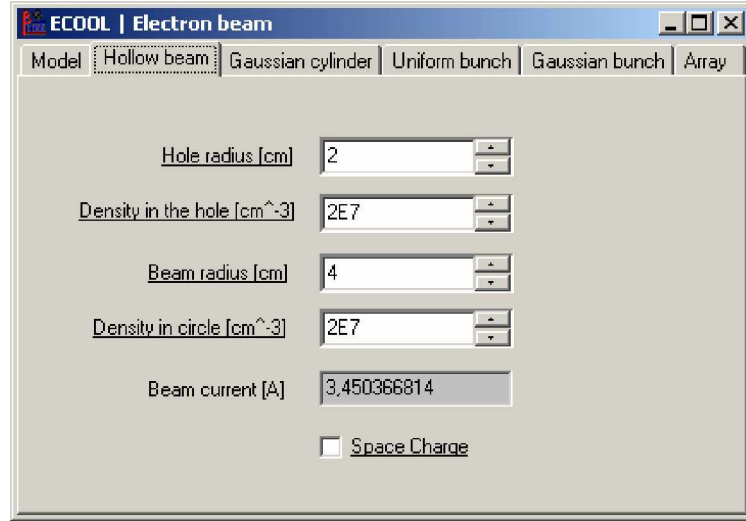 ECOOL | Electron beam
Model Hollow beam Gaussian cylinder Uniform bunch Gaussian bunch Array
Hole radius [cm] 2
Density in the hole [cm^-3] 2E7
Beam radius [cm] 4
Density in circle [cm^-3] 2E7
Beam current [A] 3,450366814
Space Charge